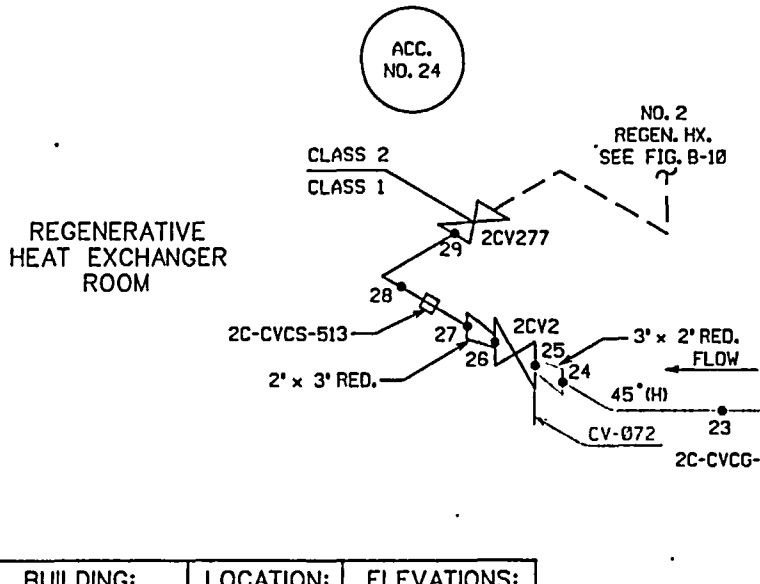 ACC.
NO. 24
NO. 2
REGEN. HX.
SEE FIG. B-10
CLASS 2
CLASS 1
REGENERATIVE
HEAT EXCHANGER
ROOM
2CV277
29
28
2C-CVCS-513
27
2CV2
26
25
3" x 2" RED.
24
FLOW
2" x 3" RED.
45°(H)
23
CV-072
2C-CVCG-
BUILDING:
LOCATION:
ELEVATIONS: